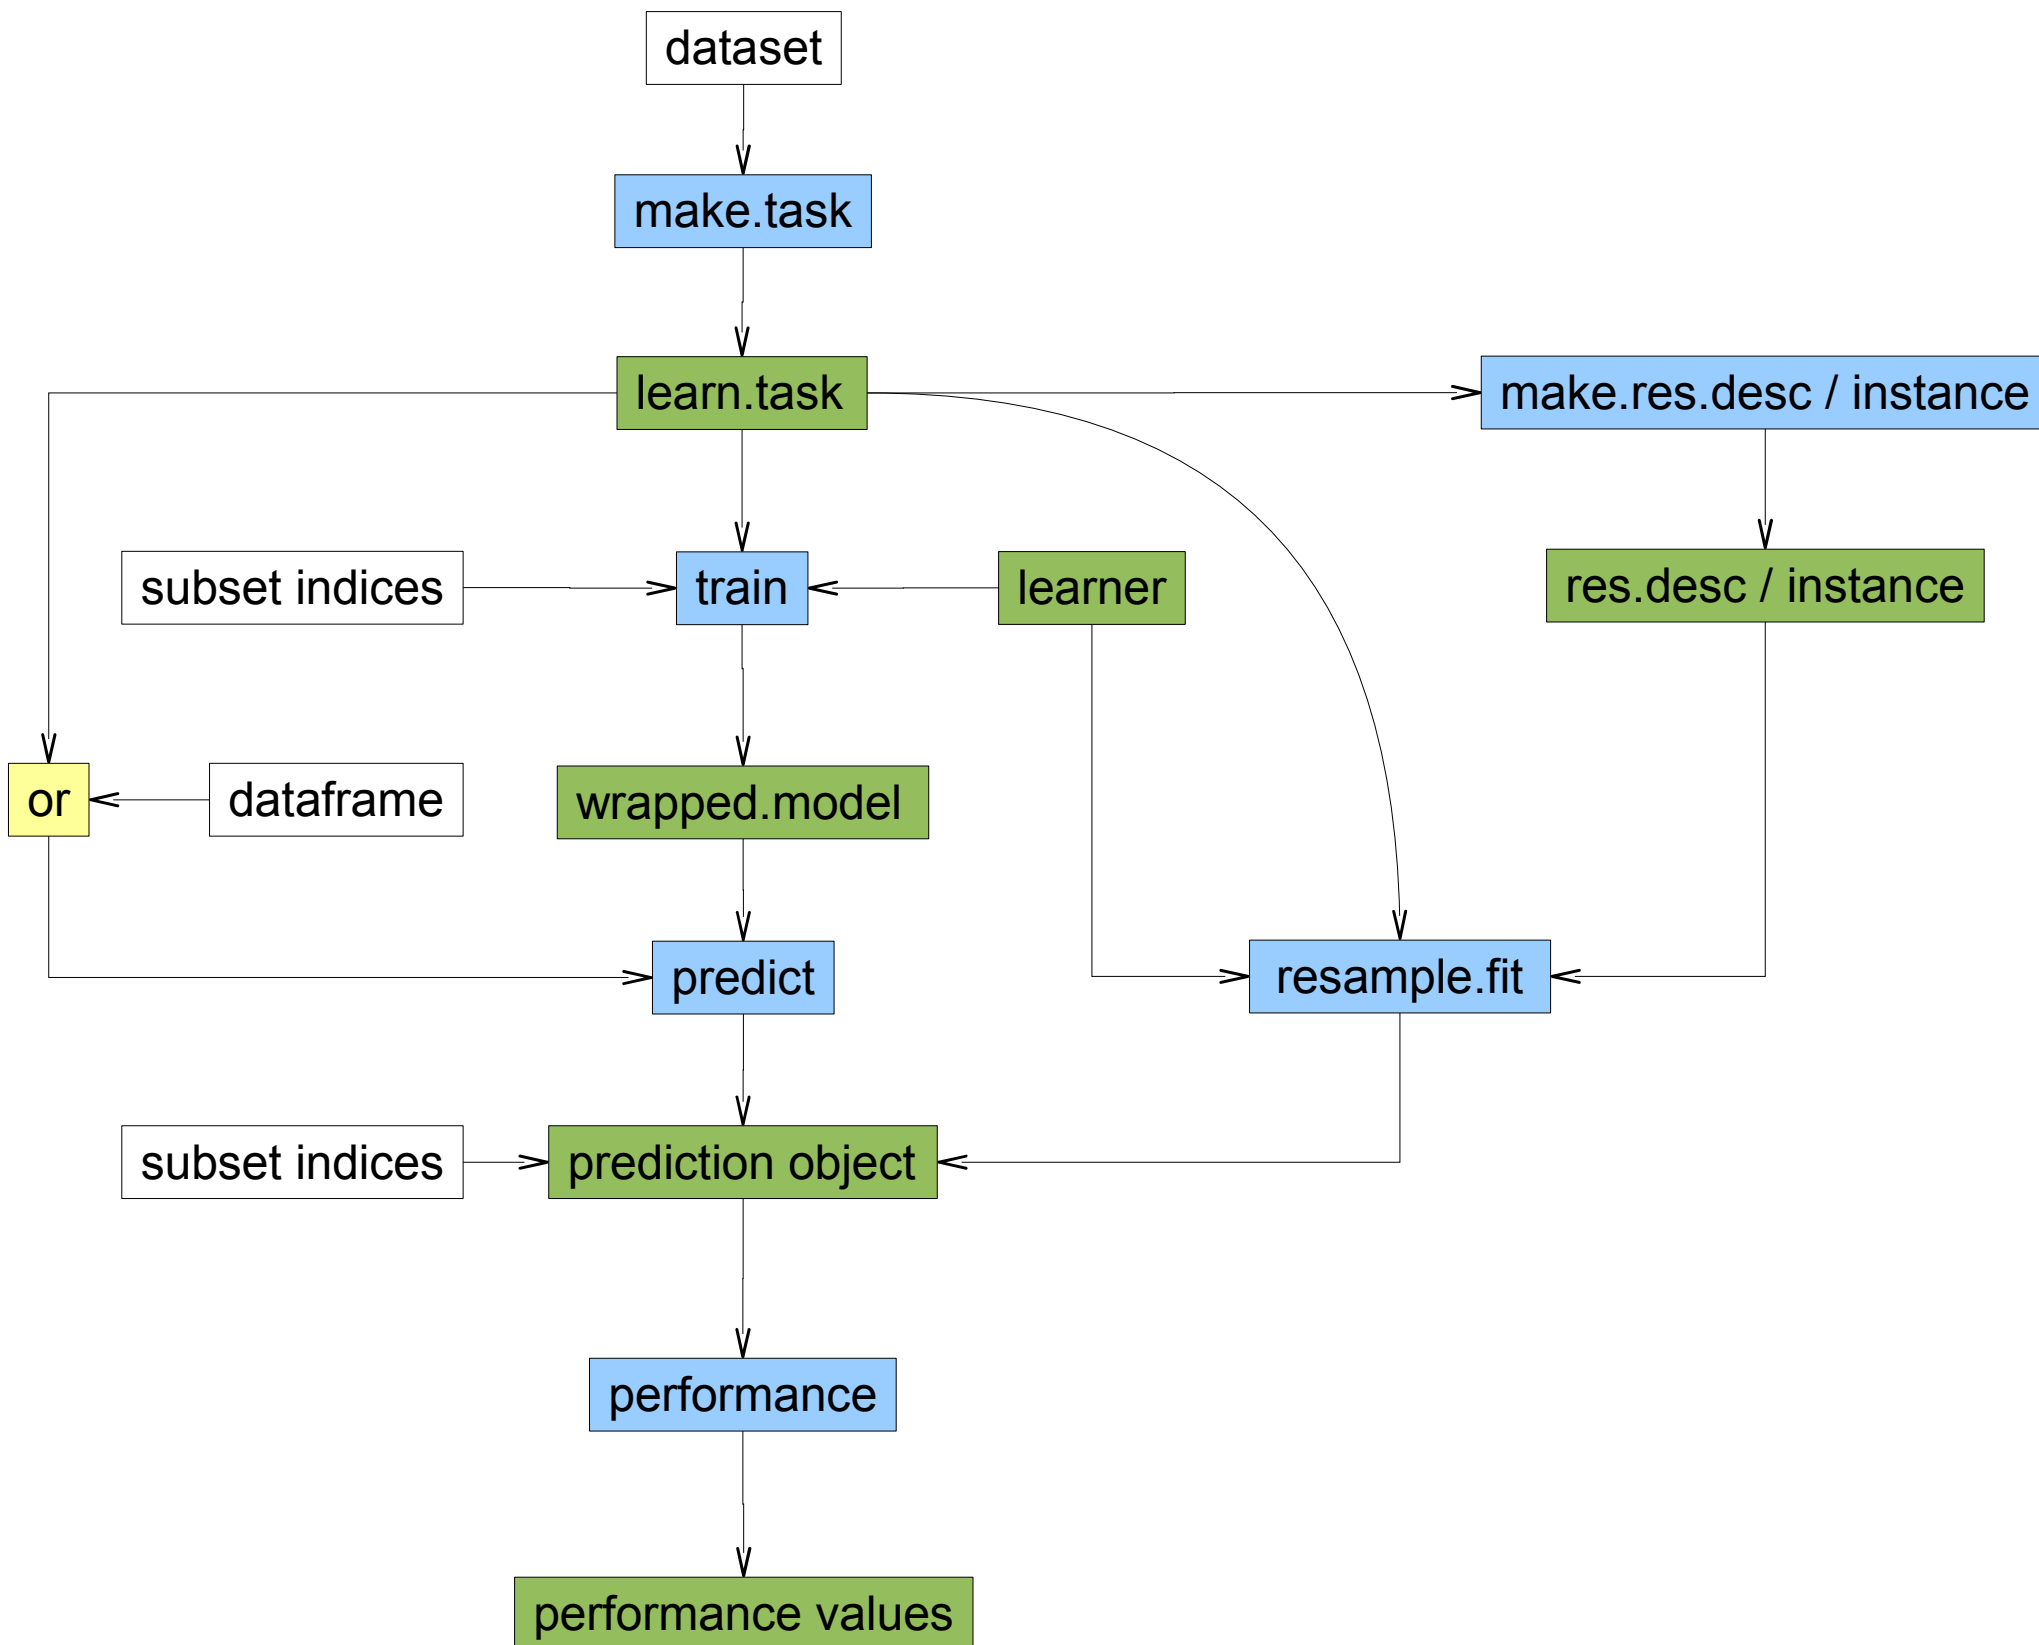 dataset
make.task
learn.task
make.res.desc / instance
subset indices
train
learner
res.desc / instance
or
dataframe
wrapped.model
predict
resample.fit
subset indices
prediction object
performance
performance values